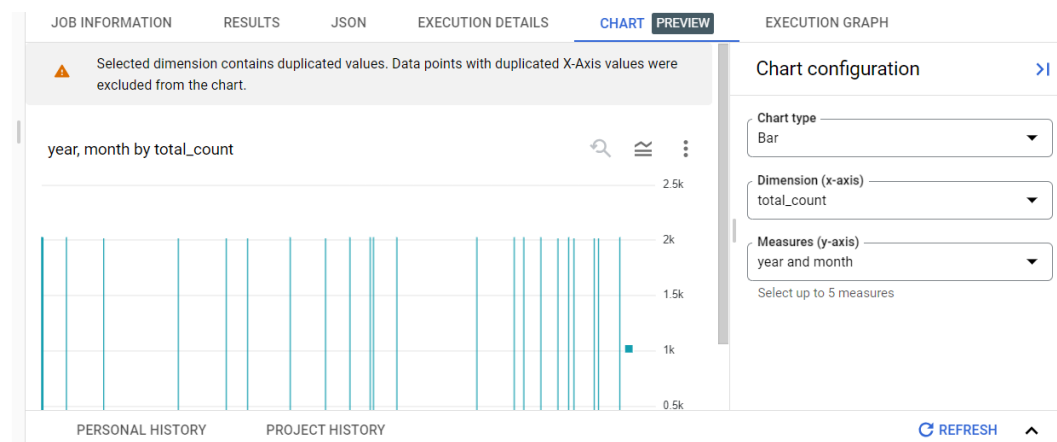 JOB INFORMATION RESULTS JSON EXECUTION DETAILS CHART PREVIEW EXECUTION GRAPH
Selected dimension contains duplicated values. Data points with duplicated X-Axis values were
excluded from the chart.
year, month by total_count
2.5k
2k
1.5k
1k
0.5k
Chart configuration
Chart type
Bar
Dimension (x-axis)
total_count
Measures (y-axis)
year and month
Select up to 5 measures
PERSONAL HISTORY PROJECT HISTORY REFRESH